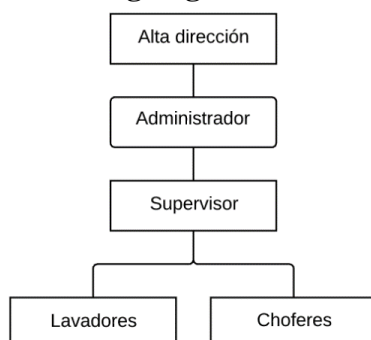 Alta dirección
Administrador
Supervisor
Lavadores
Choferes